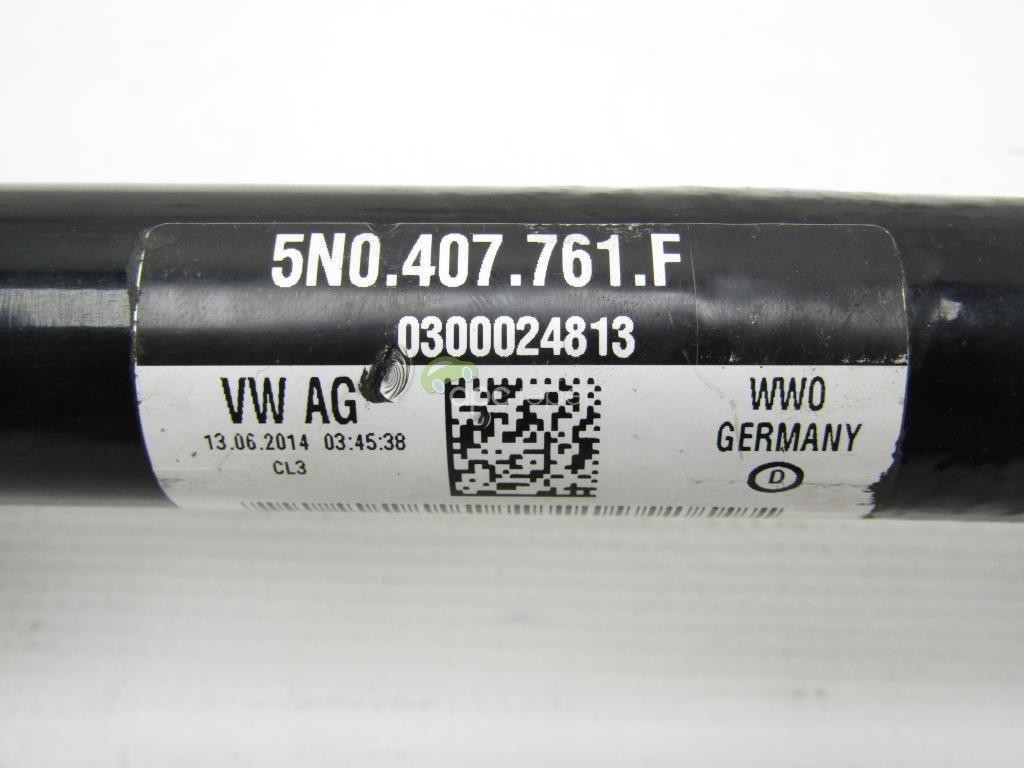 5N0.407.761.F
0300024813
VW AG
13.06.2014 03:45:38
CL3
WWO
GERMANY
D